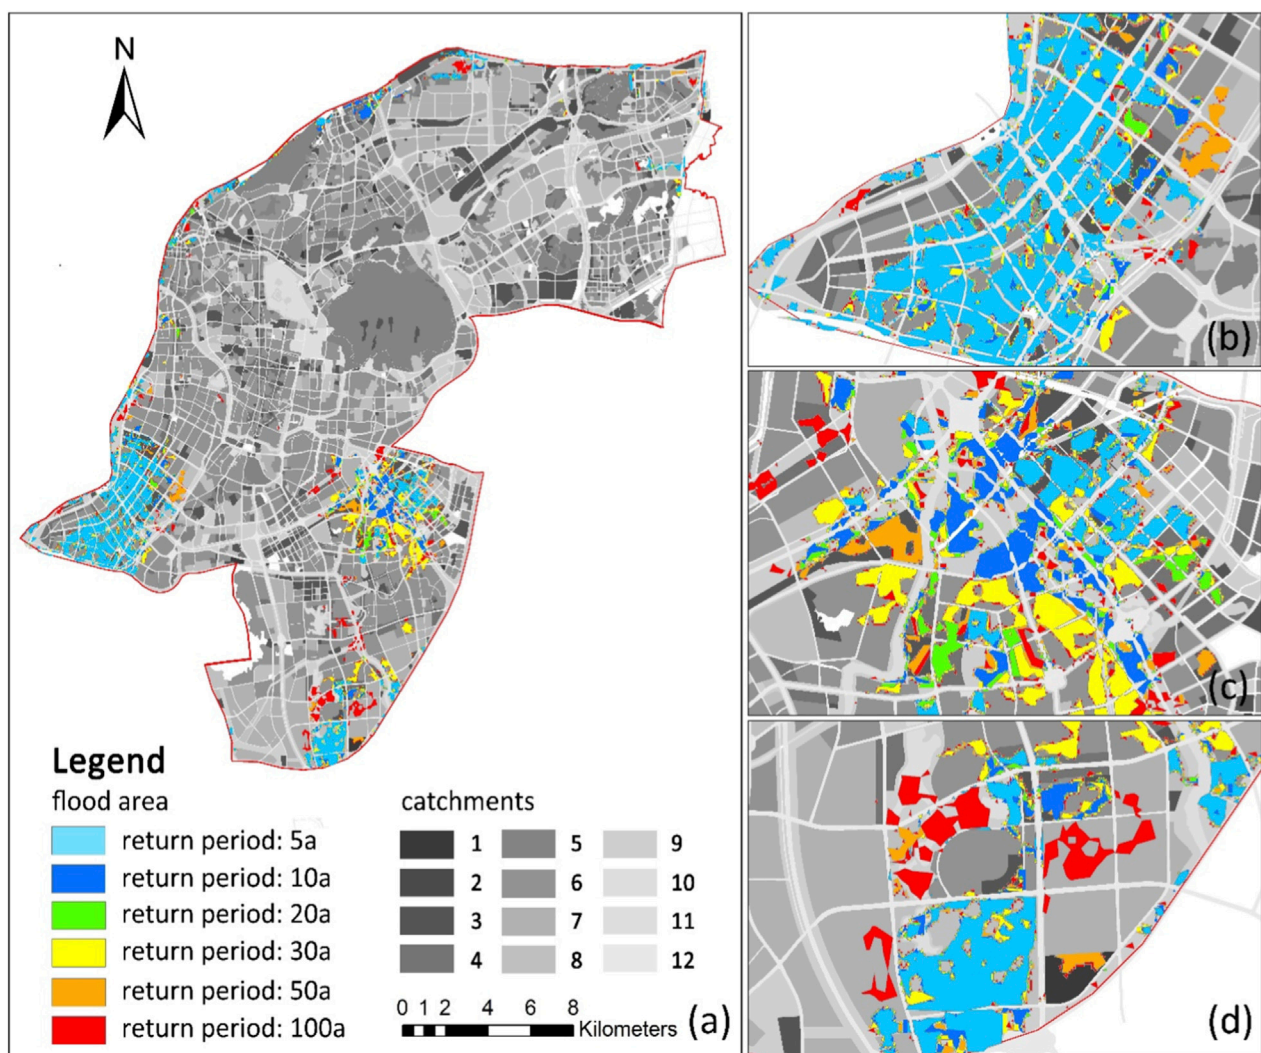 N
Legend
flood area
return period: 5a
return period: 10a
return period: 20a
return period: 30a
return period: 50a
return period: 100a
catchments
1 5 9
2 6 10
3 7 11
4 8 12
0 1 2 4 6 8
Kilometers
(a)
(b)
(c)
(d)